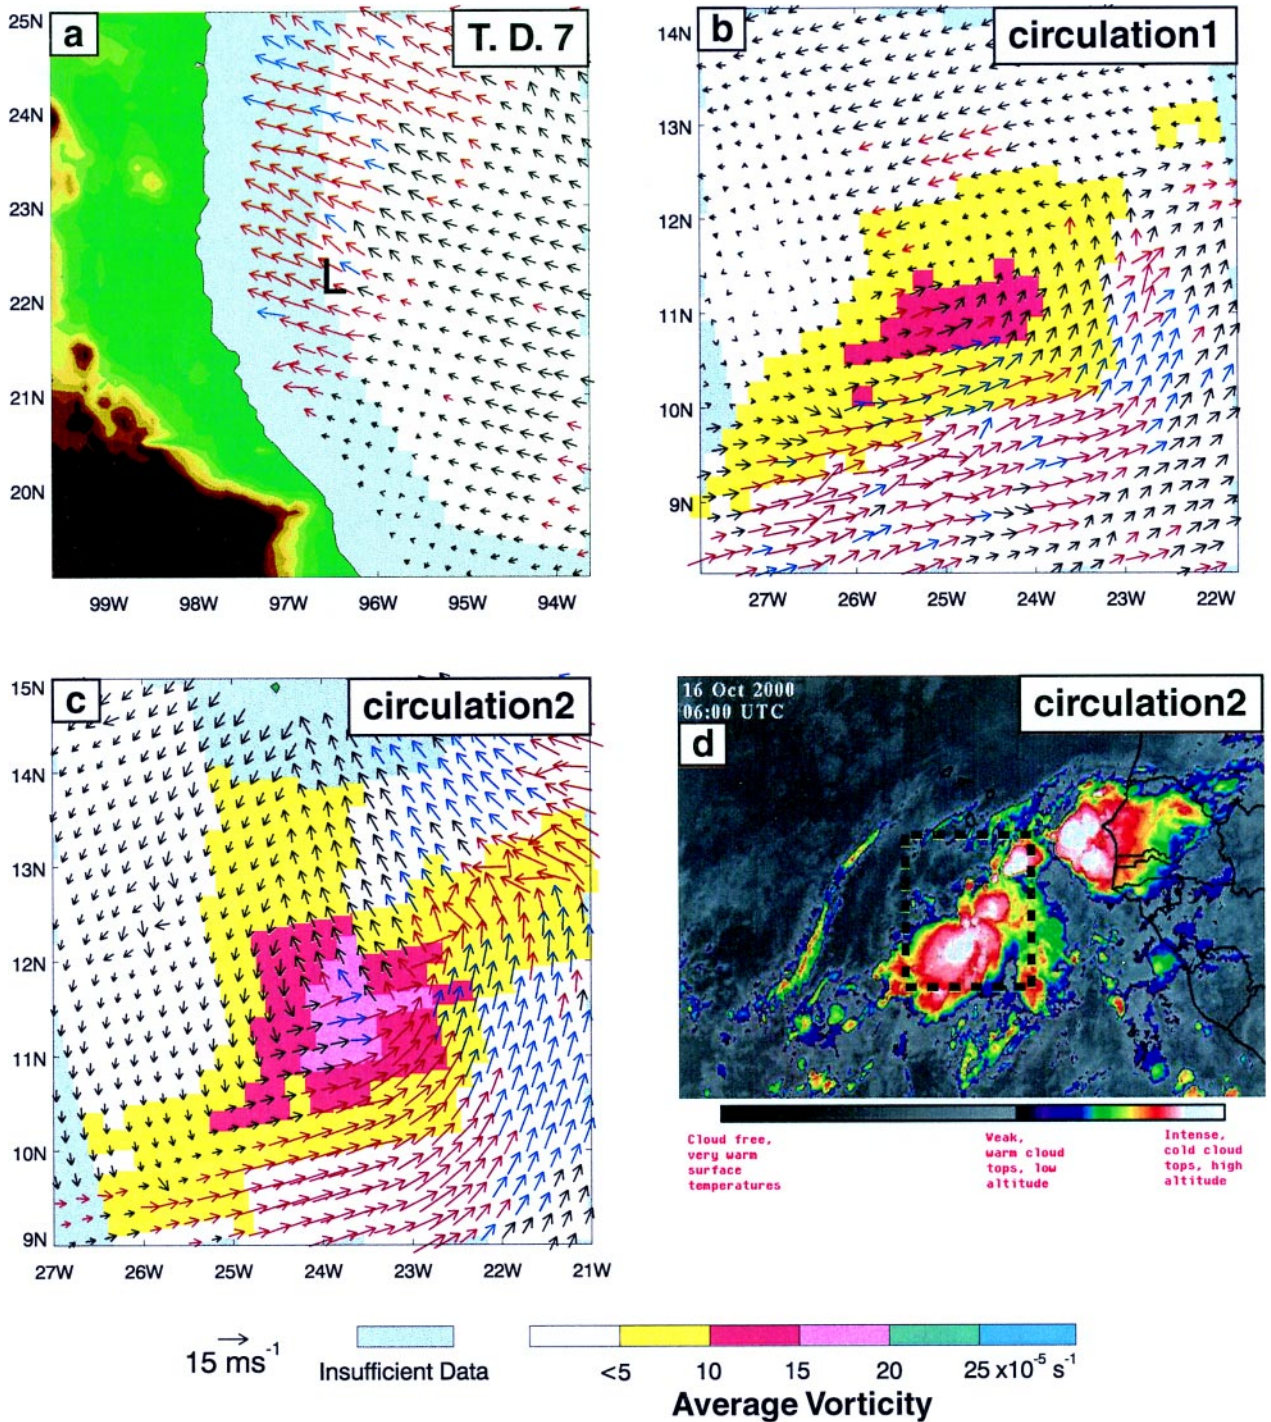 a
T. D. 7
25N
24N
23N
22N
21N
20N
L
99W 98W 97W 96W 95W 94W
b
circulation1
14N
13N
12N
11N
10N
9N
27W 26W 25W 24W 23W 22W
c
circulation2
15N
14N
13N
12N
11N
10N
9N
27W 26W 25W 24W 23W 22W 21W
16 Oct 2000
06:00 UTC
d
circulation2
Cloud free,
very warm
surface
temperatures
Weak,
warm cloud
tops, low
altitude
Intense,
cold cloud
tops, high
altitude
15 ms-1
Insufficient Data
<5 10 15 20 25 x10-5 s-1
Average Vorticity